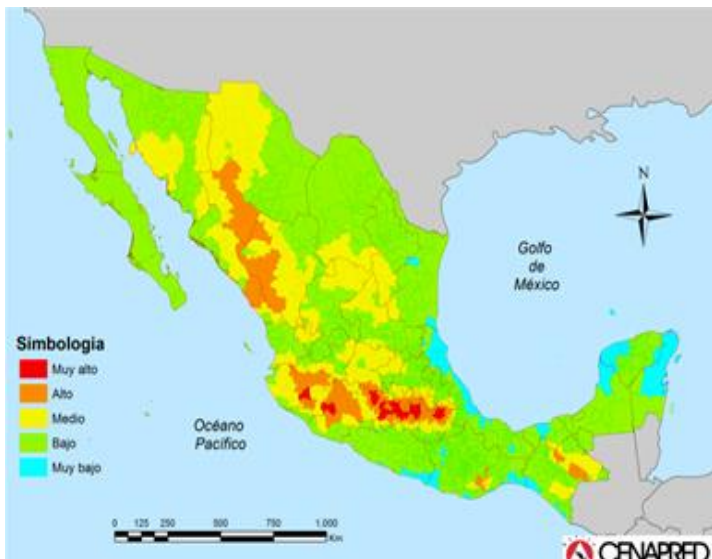 N
Golfo
de
México
Simbologia
Muy alto
Alto
Medio
Bajo
Muy bajo
Océano
Pacífico
0 125 250 500 750 1,000
Km
CENAPRED